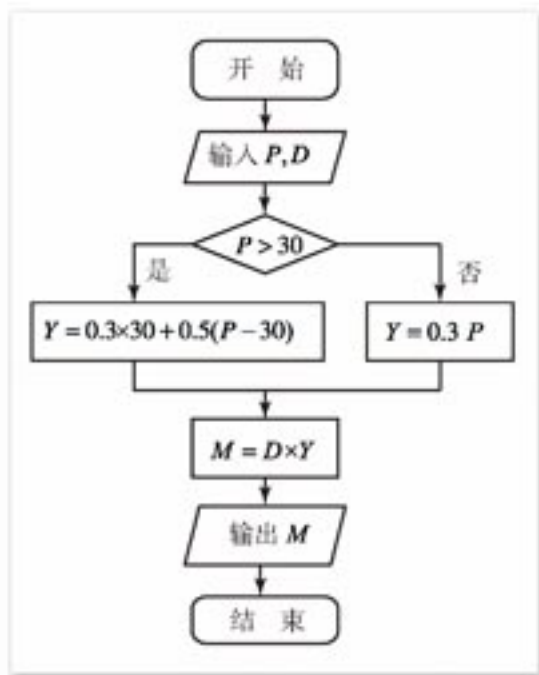 开 始
输入 P,D
P > 30
是
否
Y = 0.3×30 + 0.5(P − 30)
Y = 0.3 P
M = D×Y
输出 M
结 束